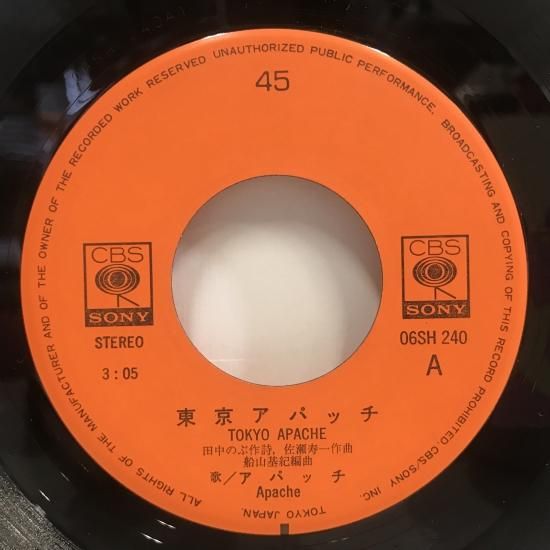 ALL RIGHTS OF THE MANUFACTURER AND OF THE OWNER OF THE RECORDED WORK RESERVED UNAUTHORIZED PUBLIC PERFORMANCE. BROADCASTING AND COPYING OF THIS RECORD PROHIBITED. CBS/SONY INC. TOKYO JAPAN.
45
CBS
SONY
STEREO
3:05
CBS
SONY
06SH 240
A
東京アパッチ
TOKYO APACHE
田中のぶ作詩, 佐瀬寿一作曲
船山基紀編曲
歌/アパッチ
Apache